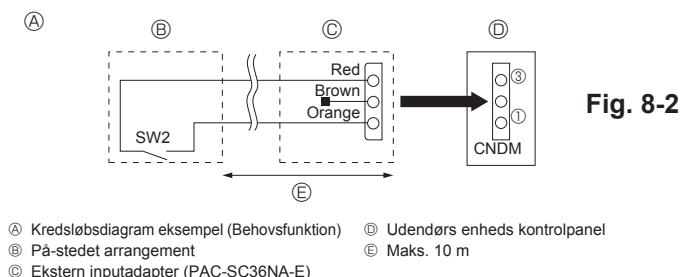 Ⓐ
Ⓑ Ⓒ Ⓓ
Red
Brown
Orange
SW2
③
①
CNDM
Fig. 8-2
Ⓔ
Ⓐ Kredsløbsdiagram eksempel (Behovsfunktion)
Ⓑ På-stedet arrangement
Ⓒ Ekstern inputadapter (PAC-SC36NA-E)
Ⓓ Udendørs enheds kontrolpanel
Ⓔ Maks. 10 m